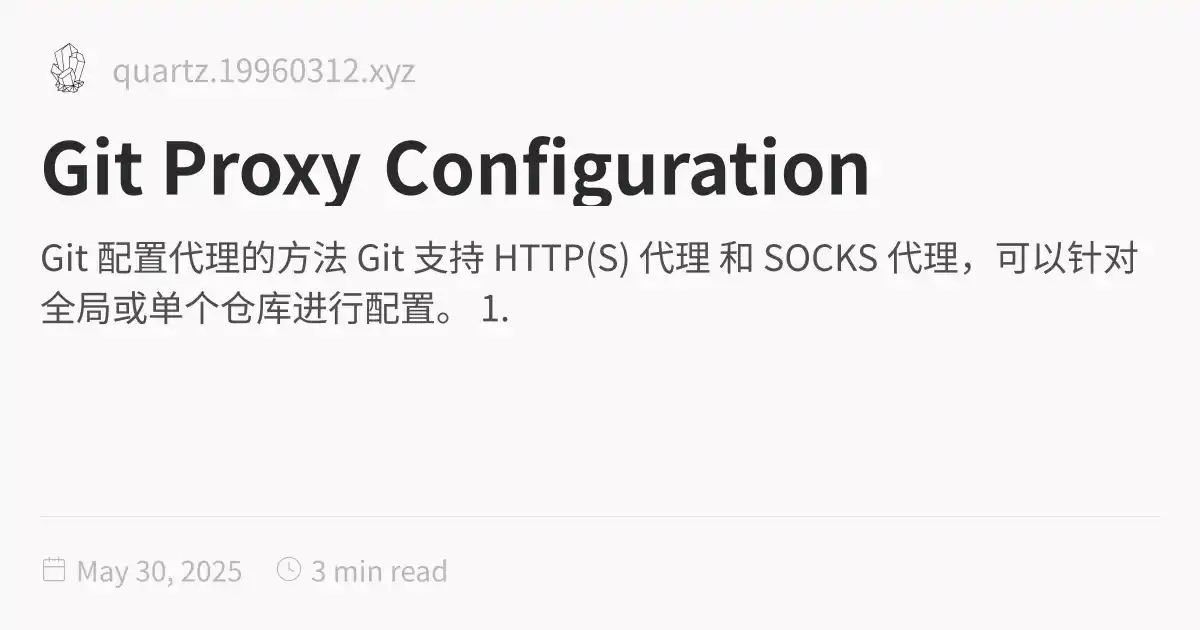 quartz.19960312.xyz
Git Proxy Configuration
Git 配置代理的方法 Git 支持 HTTP(S) 代理 和 SOCKS 代理，可以针对
全局或单个仓库进行配置。 1.
May 30, 2025 3 min read